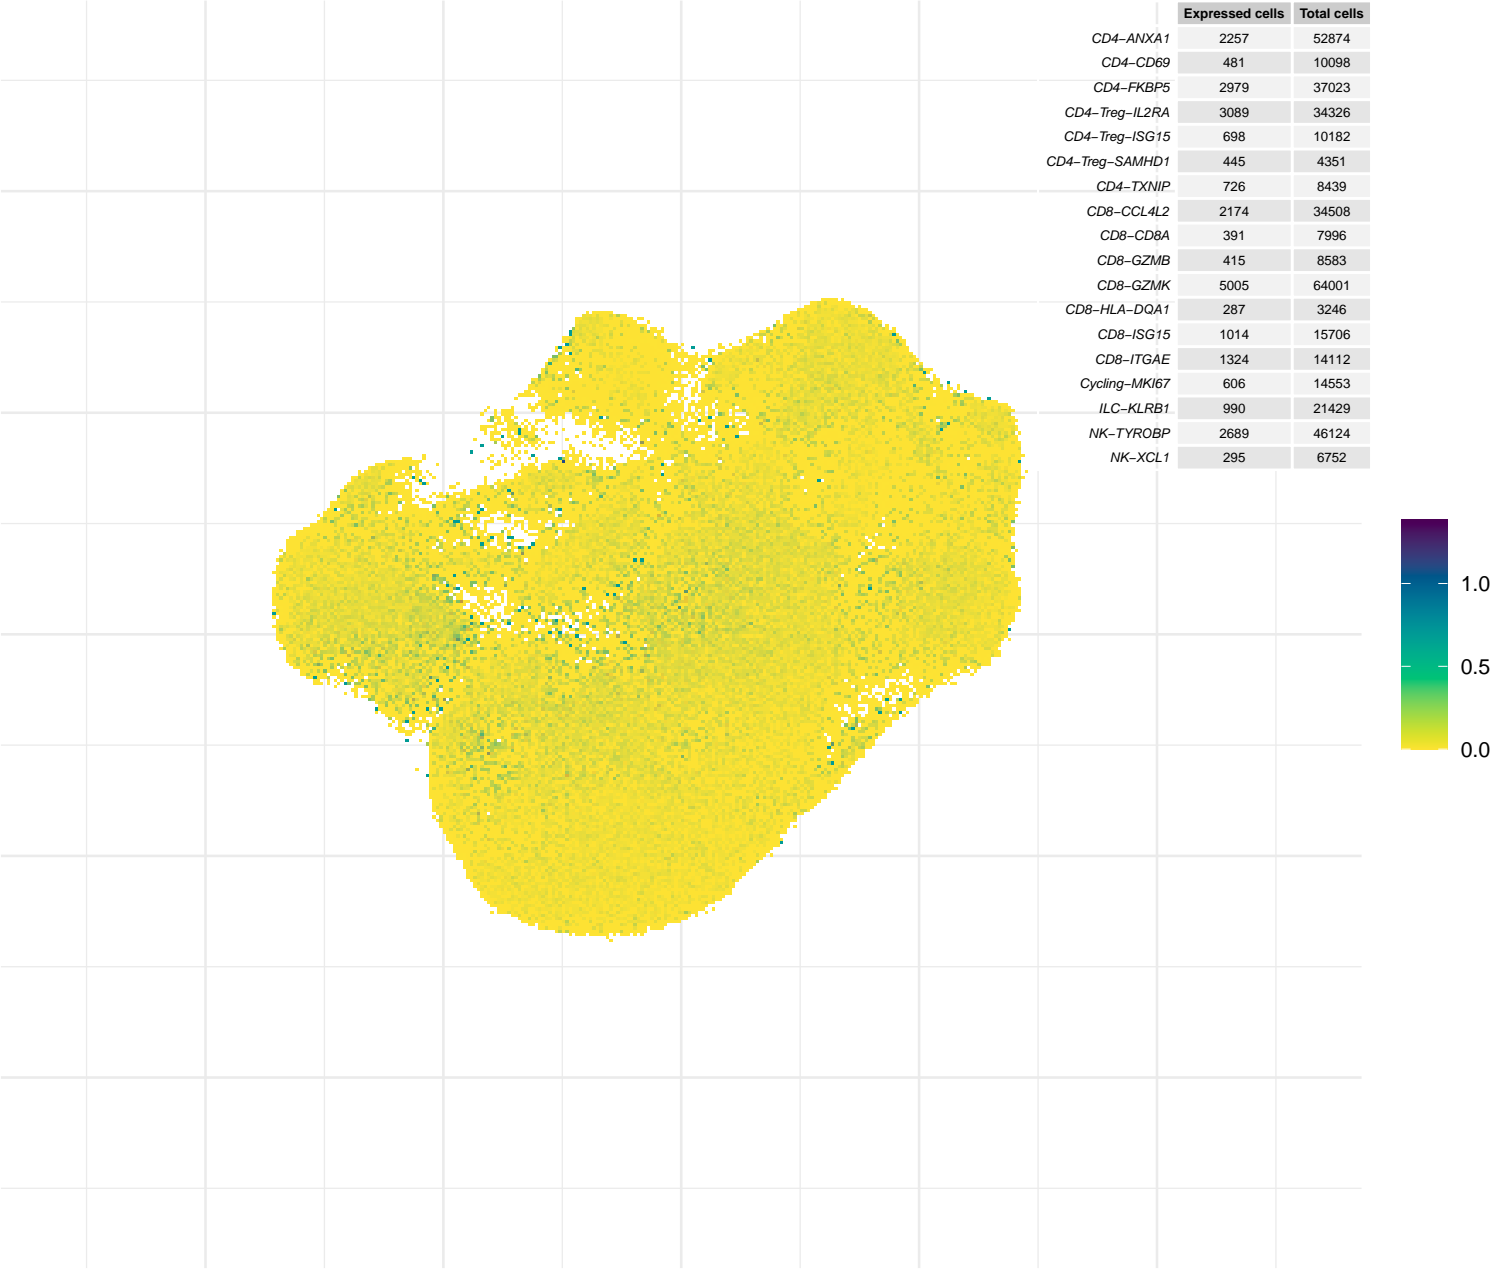 Expressed cells Total cells
CD4−ANXA1 2257 52874
CD4−CD69 481 10098
CD4−FKBP5 2979 37023
CD4−Treg−IL2RA 3089 34326
CD4−Treg−ISG15 698 10182
CD4−Treg−SAMHD1 445 4351
CD4−TXNIP 726 8439
CD8−CCL4L2 2174 34508
CD8−CD8A 391 7996
CD8−GZMB 415 8583
CD8−GZMK 5005 64001
CD8−HLA−DQA1 287 3246
CD8−ISG15 1014 15706
CD8−ITGAE 1324 14112
Cycling−MKI67 606 14553
ILC−KLRB1 990 21429
NK−TYROBP 2689 46124
NK−XCL1 295 6752
1.0
0.5
0.0